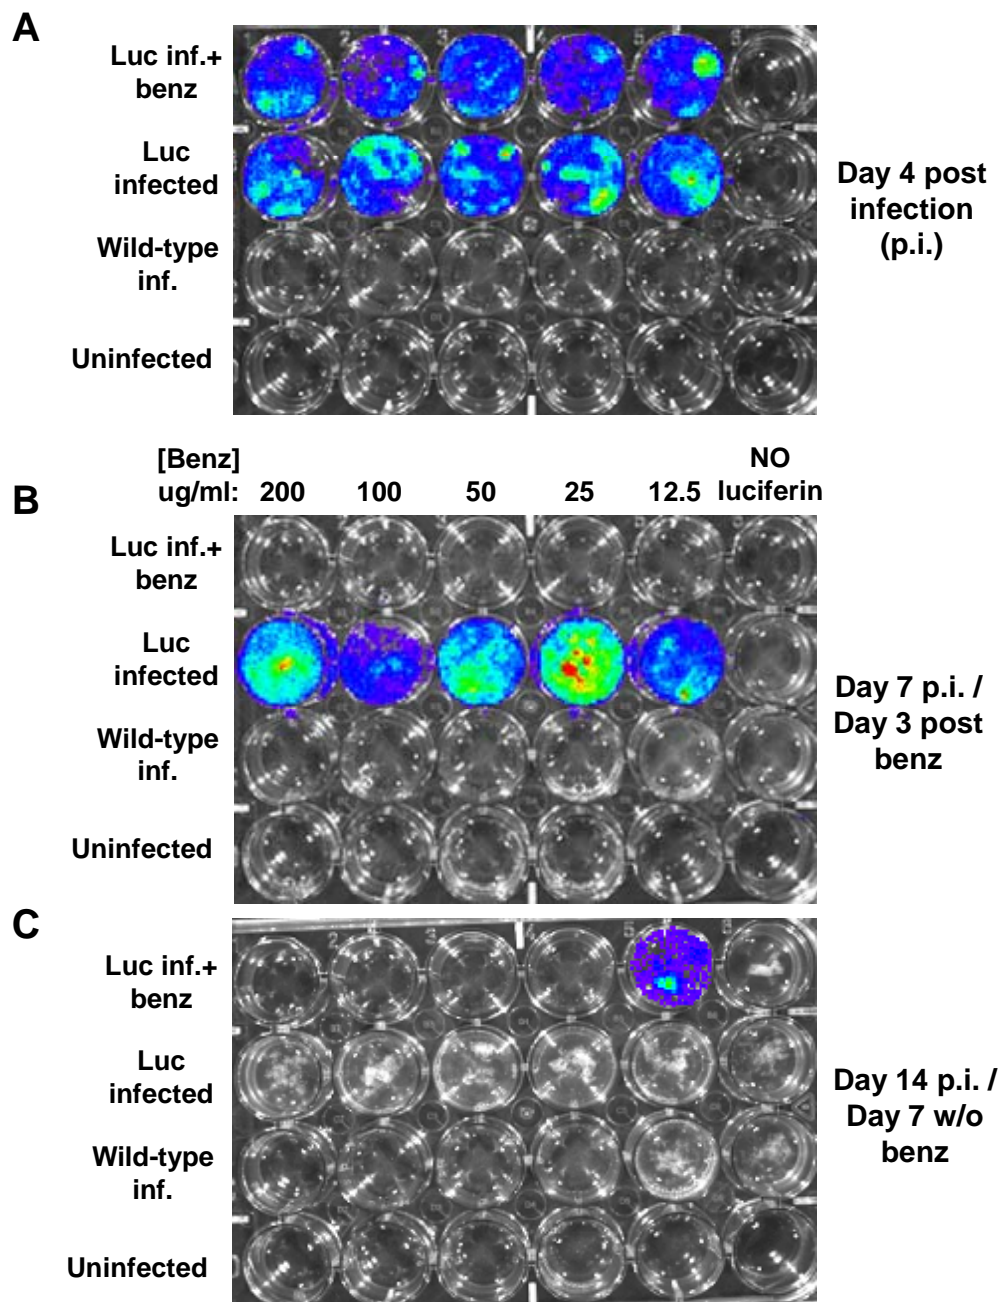 A
Luc inf.+
benz
Luc
infected
Wild-type
inf.
Uninfected
Day 4 post
infection
(p.i.)
B
[Benz]
ug/ml: 200 100 50 25 12.5 NO
luciferin
Luc inf.+
benz
Luc
infected
Wild-type
inf.
Uninfected
Day 7 p.i. /
Day 3 post
benz
C
Luc inf.+
benz
Luc
infected
Wild-type
inf.
Uninfected
Day 14 p.i. /
Day 7 w/o
benz